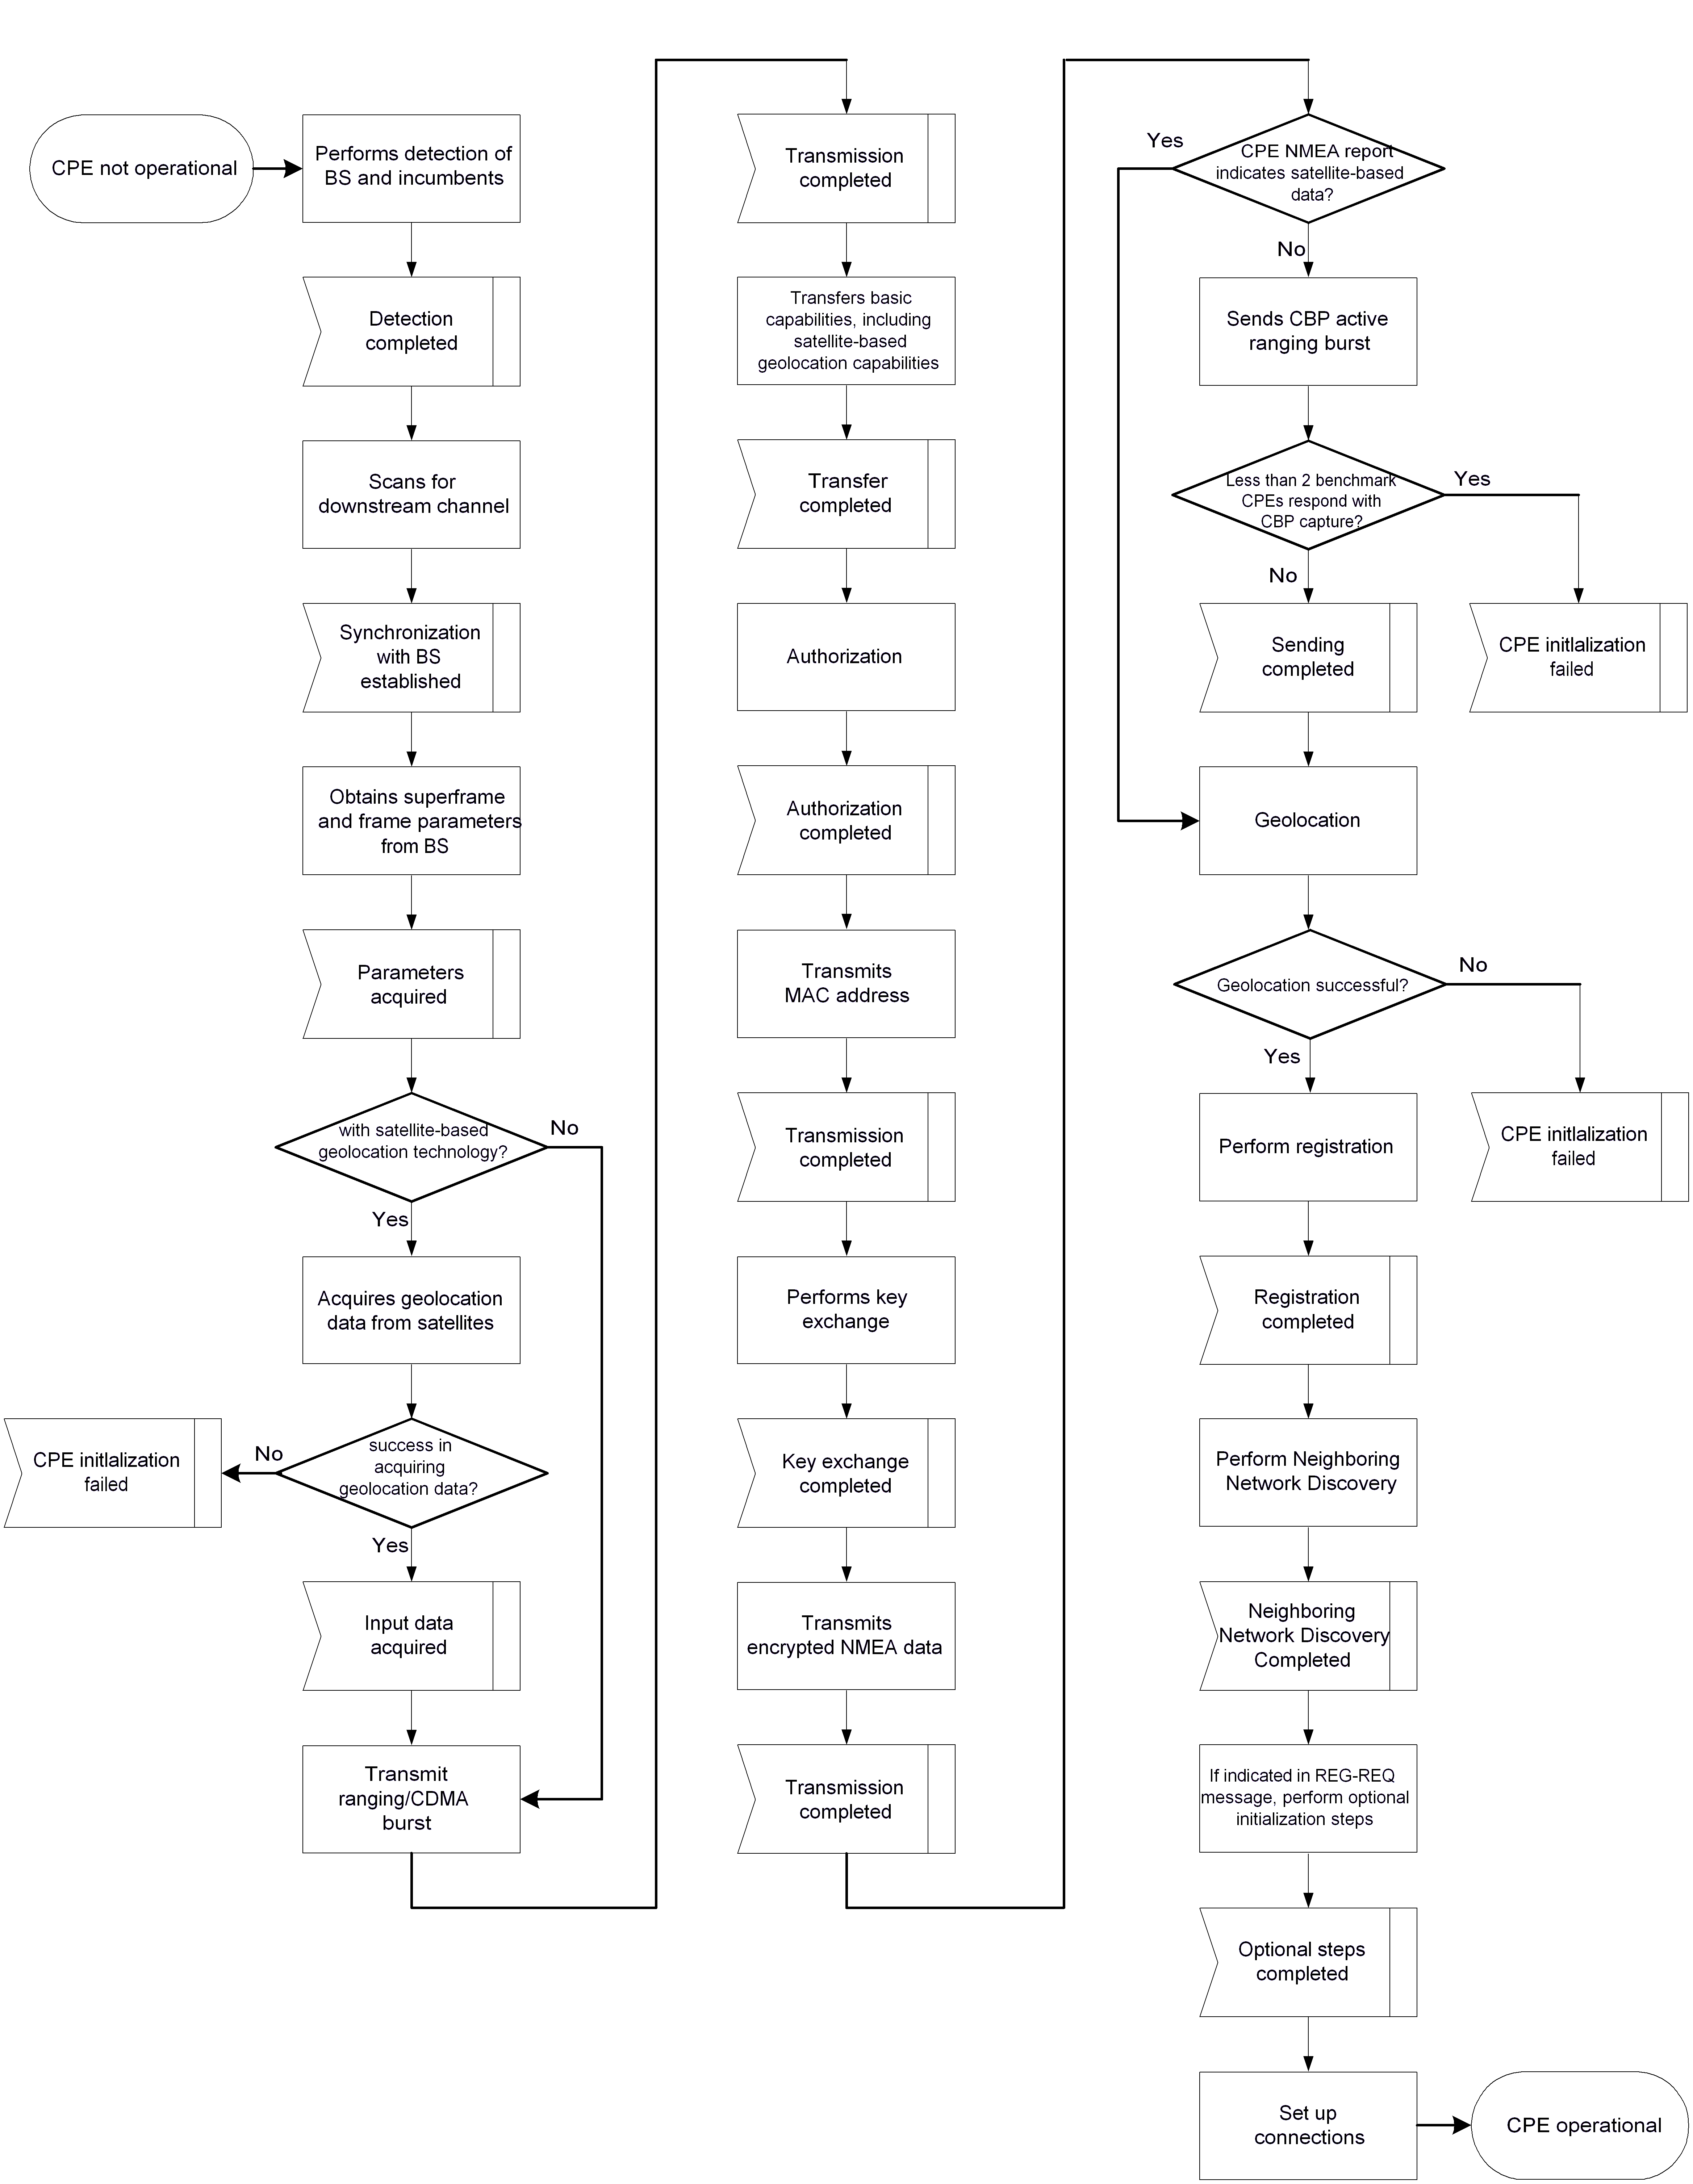 CPE not operational
Performs detection of
BS and incumbents
Detection
completed
Scans for
downstream channel
Synchronization
with BS
established
Obtains superframe
and frame parameters
from BS
Parameters
acquired
with satellite-based
geolocation technology?
No
Yes
Acquires geolocation
data from satellites
success in
acquiring
geolocation data?
No
CPE initlalization
failed
Yes
Input data
acquired
Transmit
ranging/CDMA
burst
Transmission
completed
Transfers basic
capabilities, including
satellite-based
geolocation capabilities
Transfer
completed
Authorization
Authorization
completed
Transmits
MAC address
Transmission
completed
Performs key
exchange
Key exchange
completed
Transmits
encrypted NMEA data
Transmission
completed
CPE NMEA report
indicates satellite-based
data?
Yes
No
Sends CBP active
ranging burst
Less than 2 benchmark
CPEs respond with
CBP capture?
Yes
CPE initlalization
failed
No
Sending
completed
Geolocation
Geolocation successful?
No
CPE initlalization
failed
Yes
Perform registration
Registration
completed
Perform Neighboring
Network Discovery
Neighboring
Network Discovery
Completed
If indicated in REG-REQ
message, perform optional
initialization steps
Optional steps
completed
Set up
connections
CPE operational